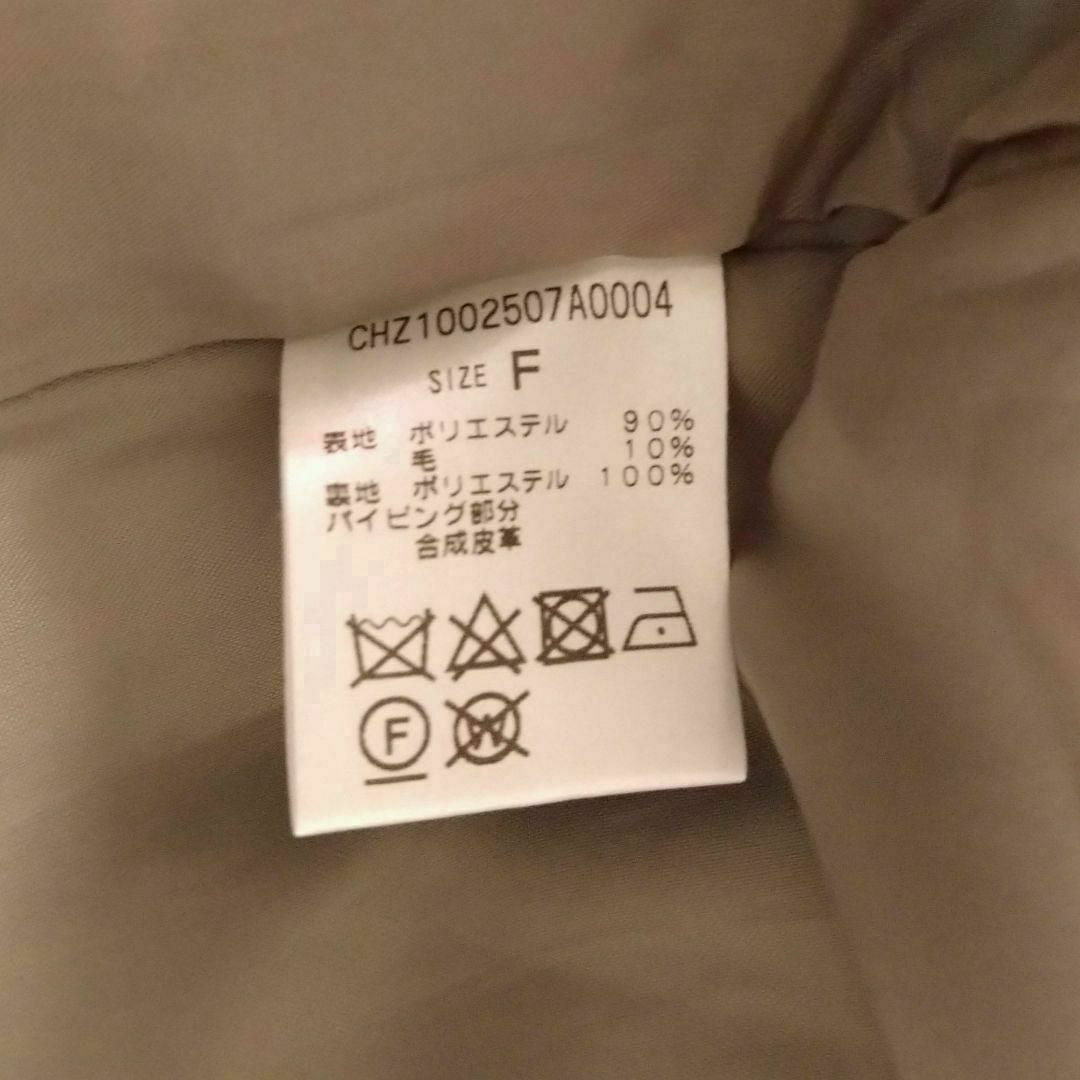 CHZ1002507A0004
SIZE F
表地 ポリエステル 90%
毛 10%
裏地 ポリエステル 100%
パイピング部分
合成皮革
F W